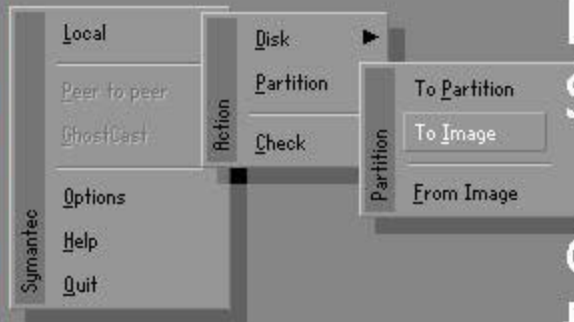 Local
Peer to peer
GhostCast
Options
Help
Quit
Symantec
Disk
Partition
Check
Action
To Partition
To Image
From Image
Partition